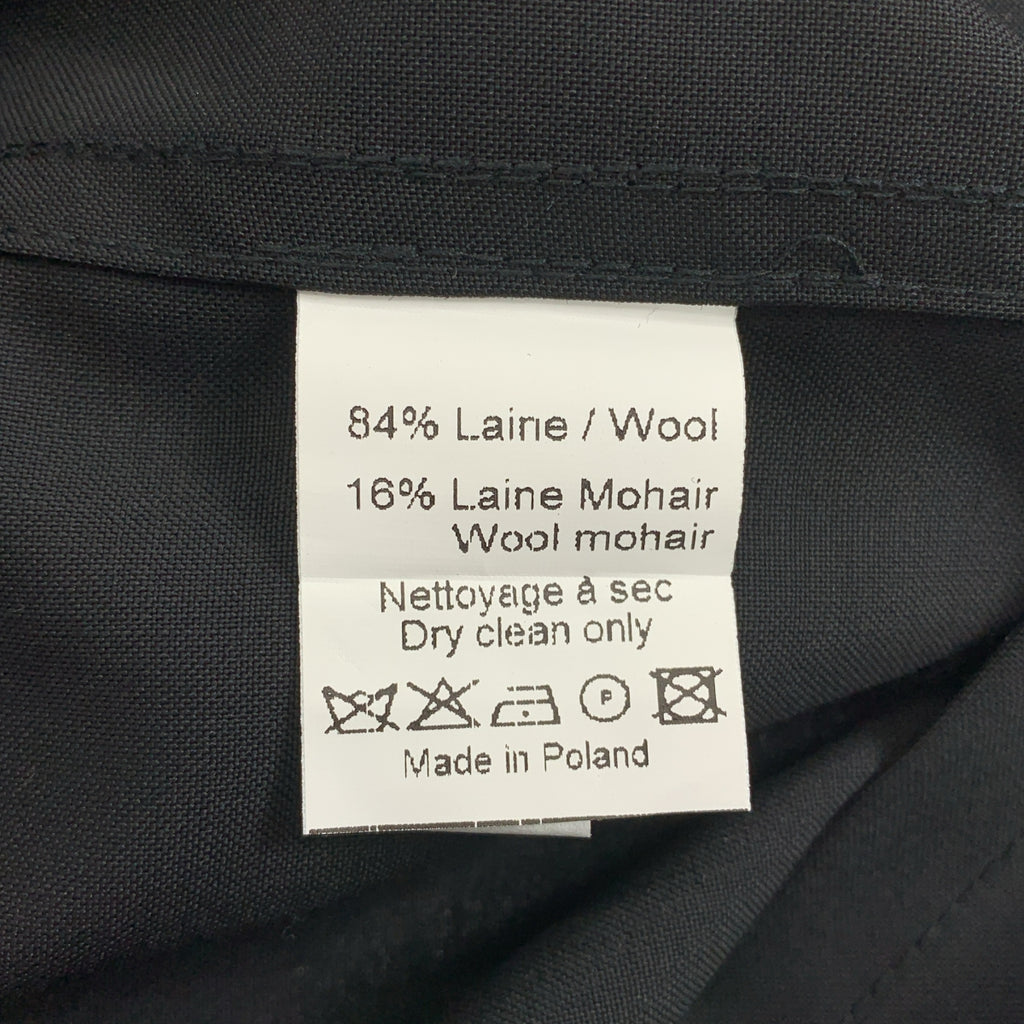 84% Laine / Wool
16% Laine Mohair
Wool mohair
Nettoyage à sec
Dry clean only
P
Made in Poland